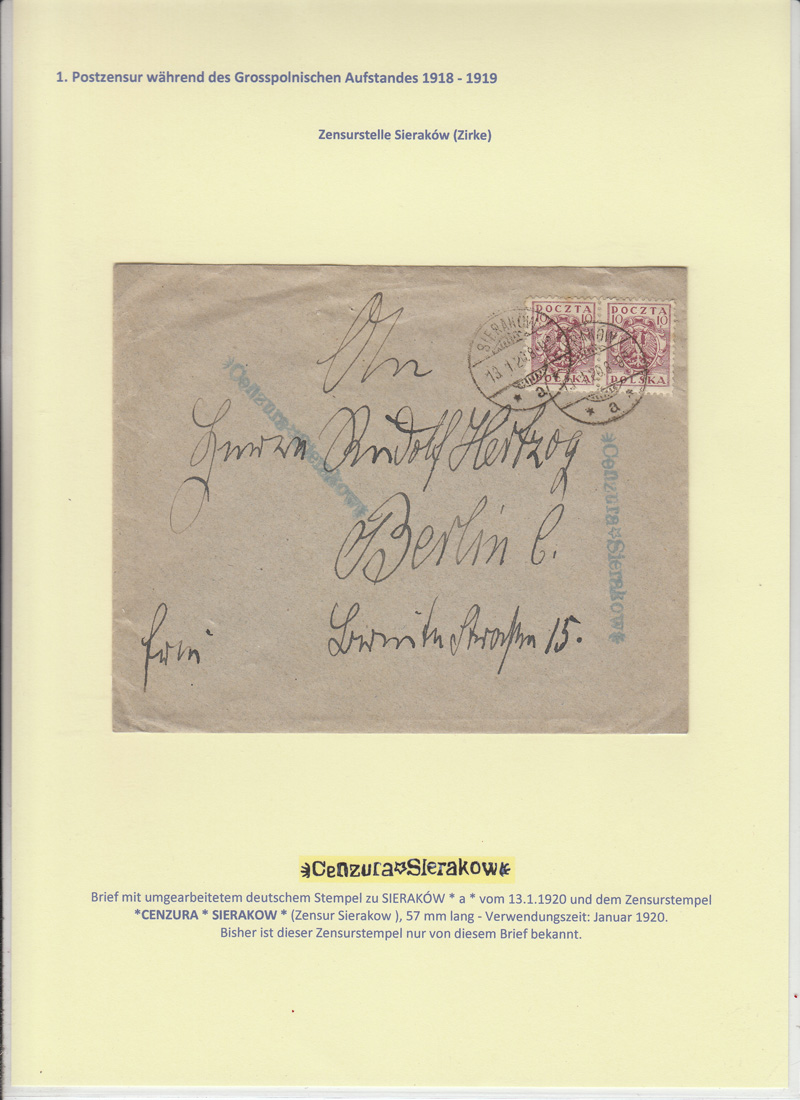 1. Postzensur während des Grosspolnischen Aufstandes 1918 - 1919
Zensurstelle Sieraków (Zirke)
POCZTA
10 10
POLSKA
POCZTA
10 10
POLSKA
SIERAKÓW
13.1.20.8
* a *
* a *
An
Herrn Rudolf Hertzog
Berlin C.
Straße 15.
*Cenzura*Sierakow*
*Cenzura*Sierakow*
*Cenzura*Sierakow*
Brief mit umgearbeitetem deutschem Stempel zu SIERAKÓW * a * vom 13.1.1920 und dem Zensurstempel
*CENZURA * SIERAKOW * (Zensur Sierakow ), 57 mm lang - Verwendungszeit: Januar 1920.
Bisher ist dieser Zensurstempel nur von diesem Brief bekannt.